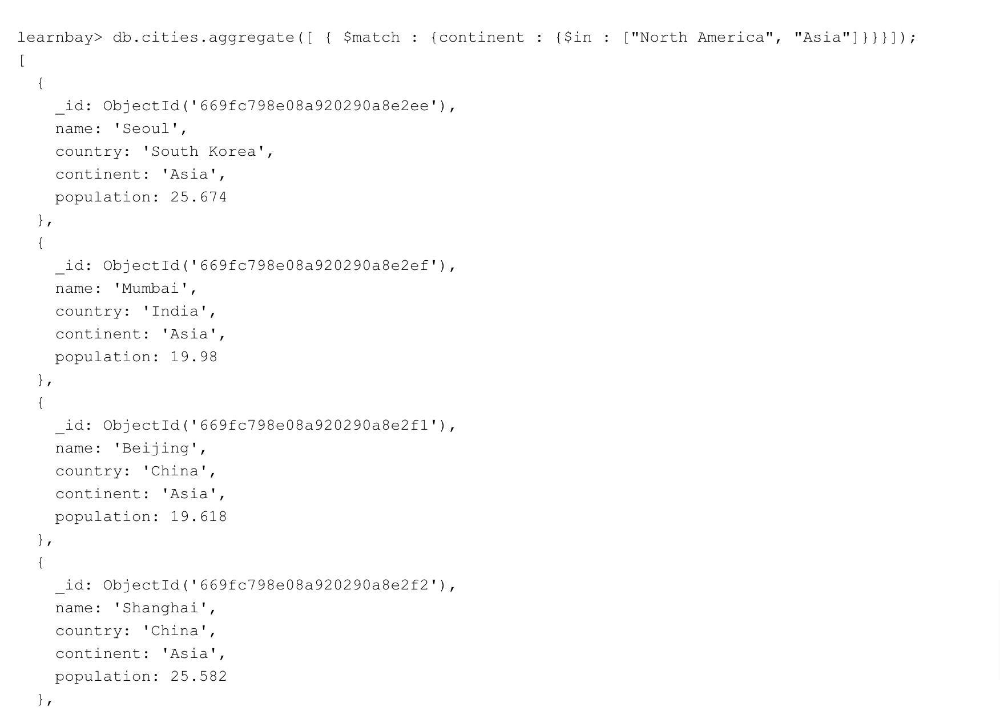 learnbay> db.cities.aggregate([ { $match : {continent : {$in : ["North America", "Asia"]}}}]);
[
  {
    _id: ObjectId('669fc798e08a920290a8e2ee'),
    name: 'Seoul',
    country: 'South Korea',
    continent: 'Asia',
    population: 25.674
  },
  {
    _id: ObjectId('669fc798e08a920290a8e2ef'),
    name: 'Mumbai',
    country: 'India',
    continent: 'Asia',
    population: 19.98
  },
  {
    _id: ObjectId('669fc798e08a920290a8e2f1'),
    name: 'Beijing',
    country: 'China',
    continent: 'Asia',
    population: 19.618
  },
  {
    _id: ObjectId('669fc798e08a920290a8e2f2'),
    name: 'Shanghai',
    country: 'China',
    continent: 'Asia',
    population: 25.582
  },